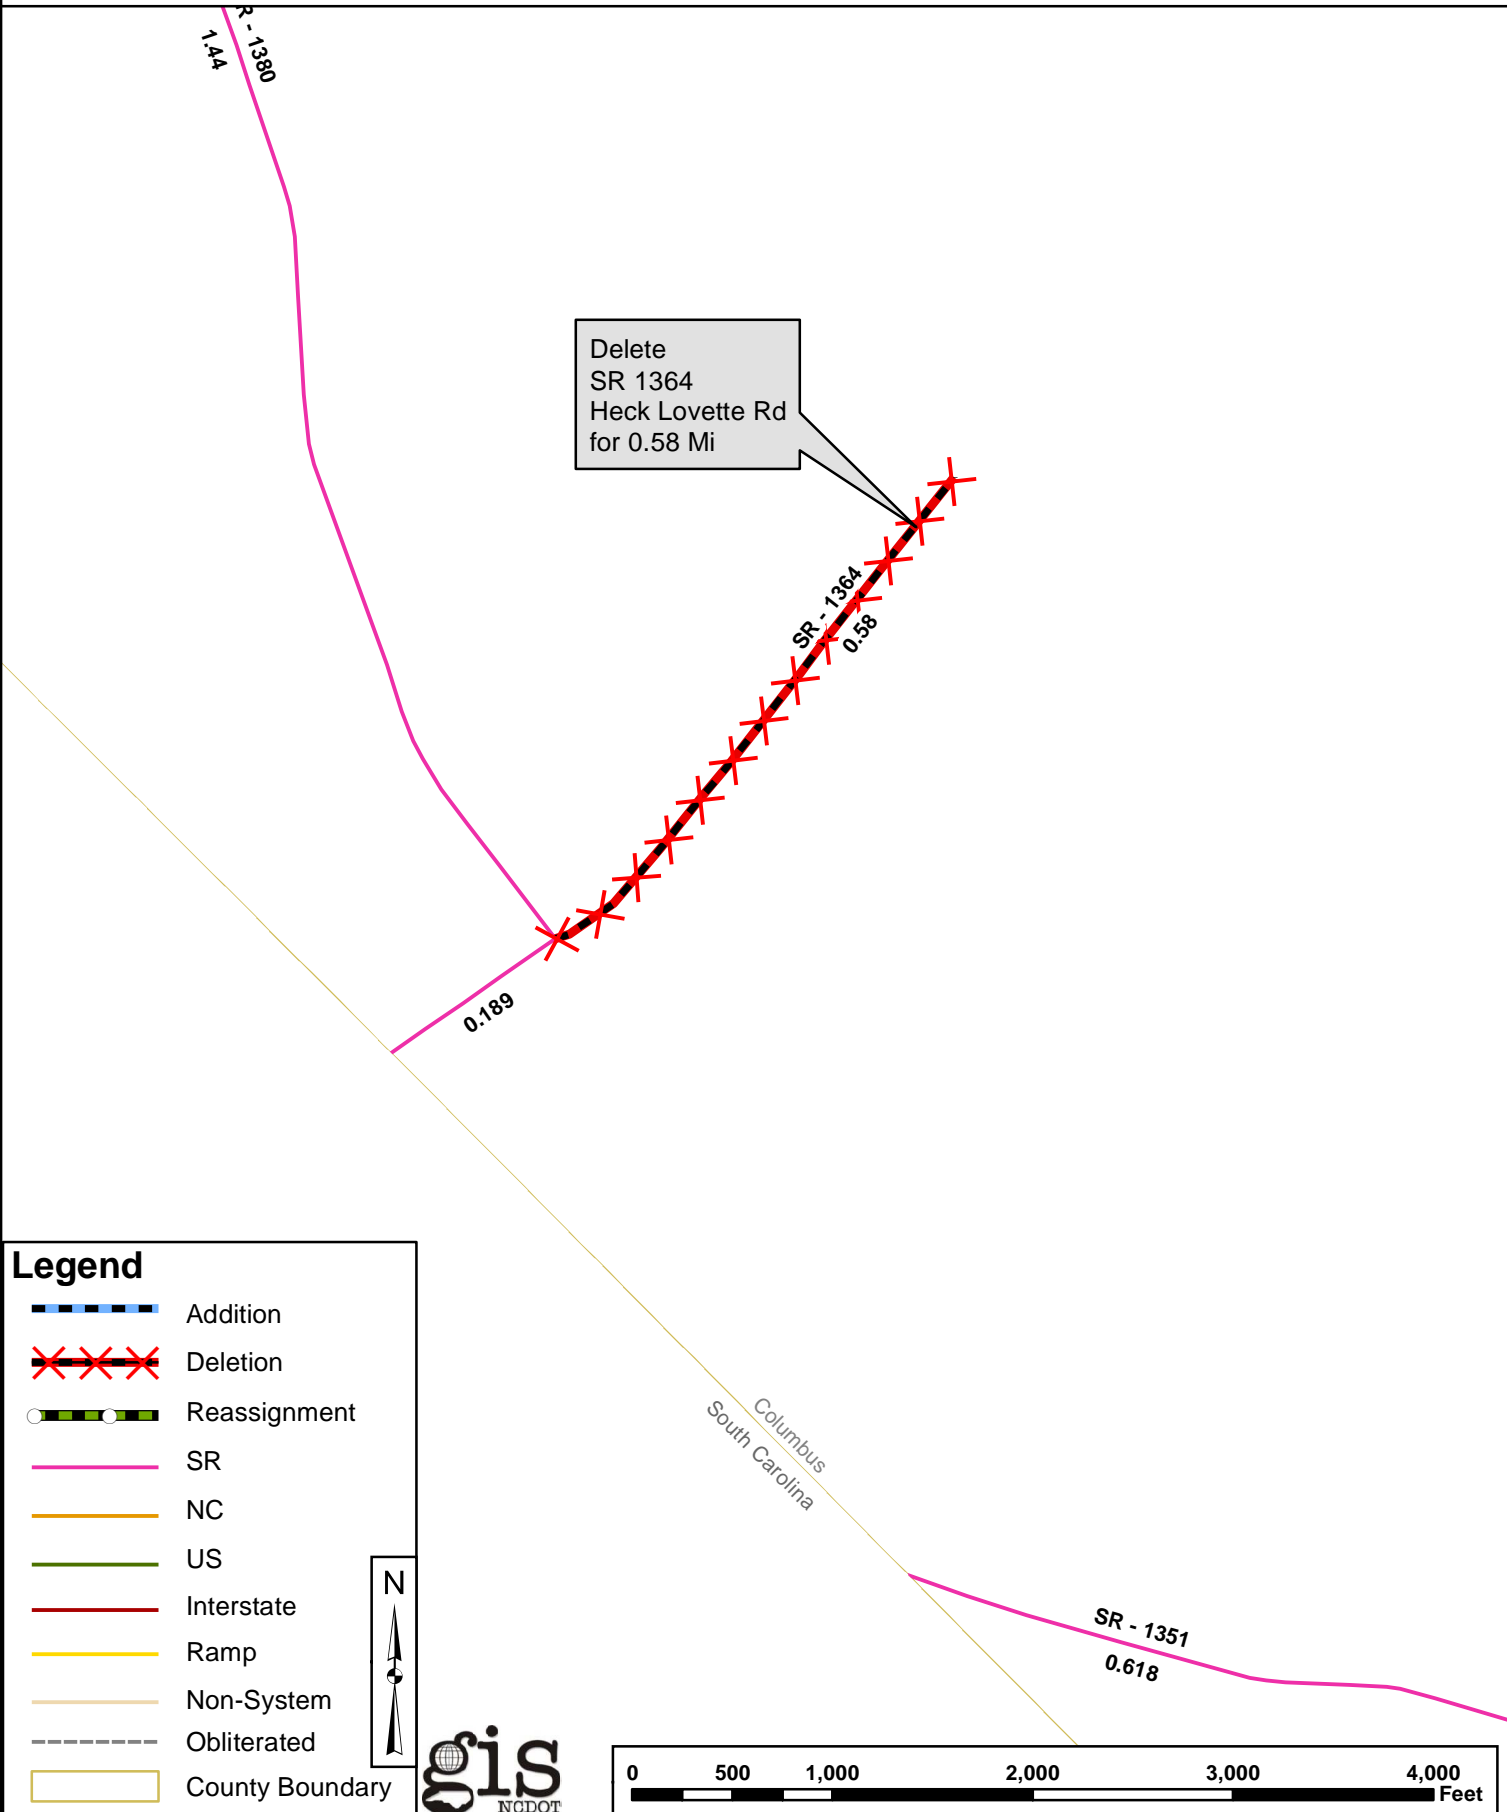 R - 1380
1.44
Delete
SR 1364
Heck Lovette Rd
for 0.58 Mi
SR - 1364
0.58
0.189
Columbus
South Carolina
SR - 1351
0.618
Legend
Addition
Deletion
Reassignment
SR
NC
US
Interstate
Ramp
Non-System
Obliterated
County Boundary
N
gis
NCDOT
0 500 1,000 2,000 3,000 4,000
Feet